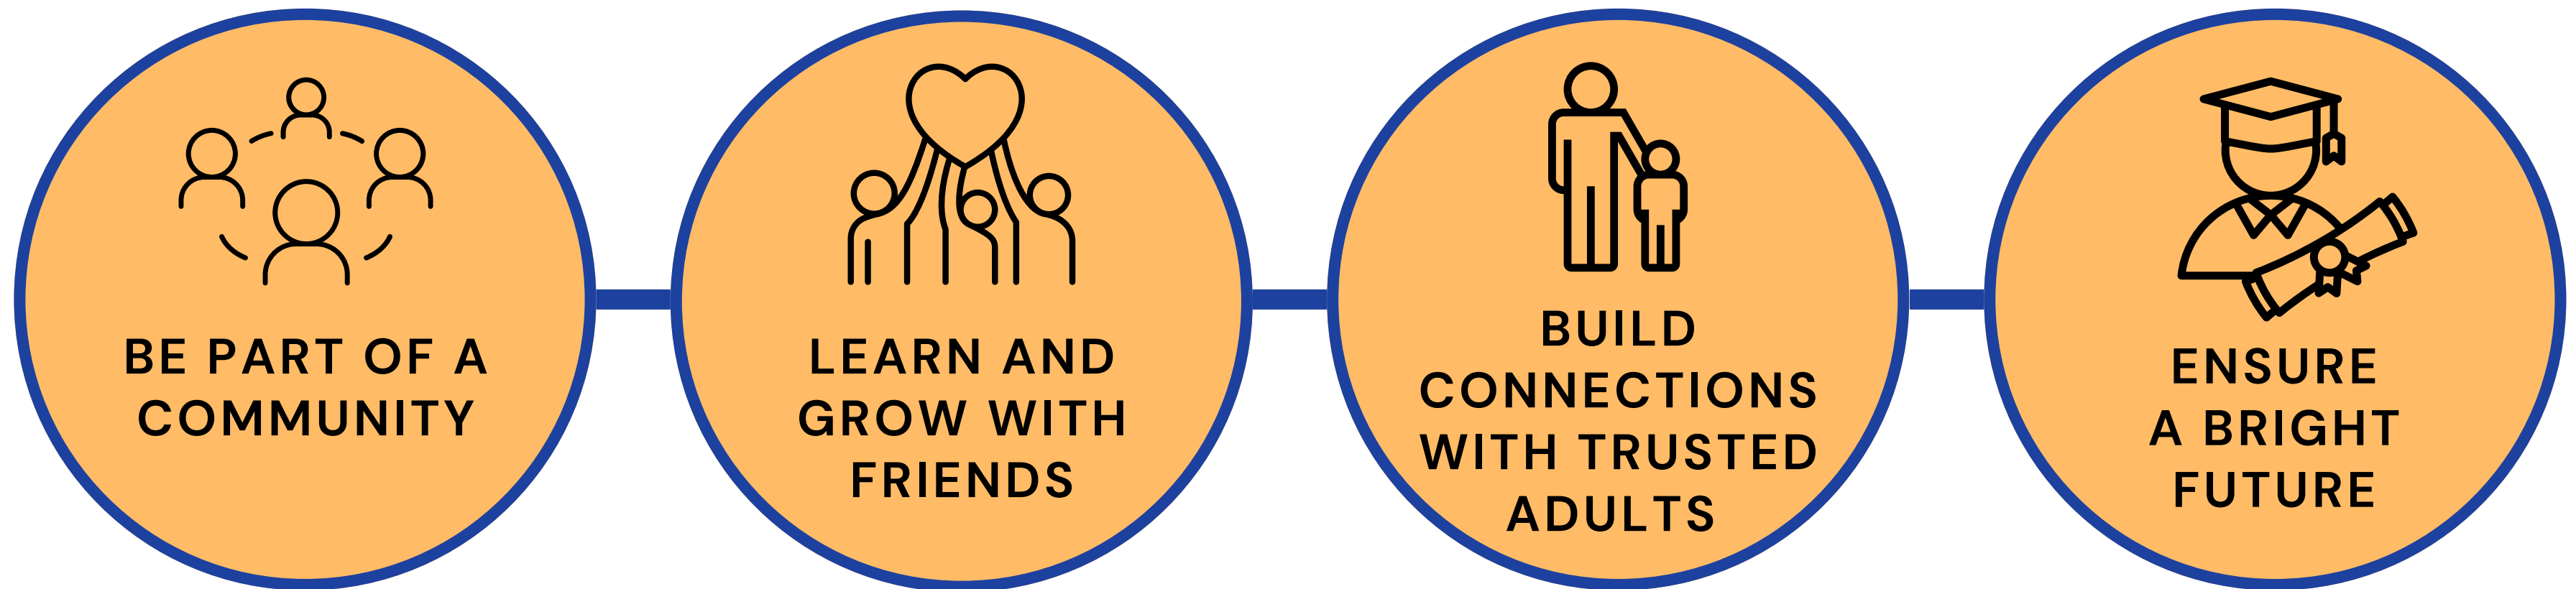 BE PART OF A
COMMUNITY
LEARN AND
GROW WITH
FRIENDS
BUILD
CONNECTIONS
WITH TRUSTED
ADULTS
ENSURE
A BRIGHT
FUTURE